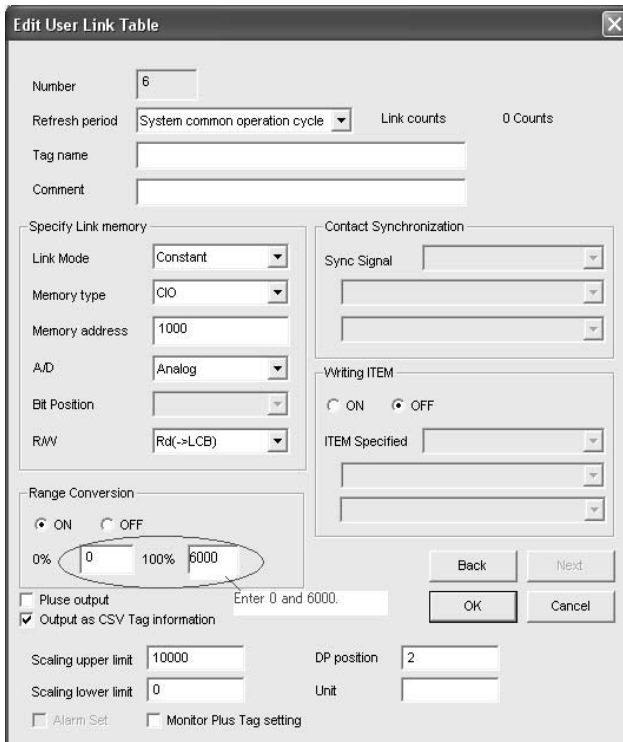 Edit User Link Table
Number 6
Refresh period System common operation cycle Link counts 0 Counts
Tag name
Comment
Specify Link memory
Link Mode Constant
Memory type CIO
Memory address 1000
A/D Analog
Bit Position
R/W Rd(->LCB)
Contact Synchronization
Sync Signal
Writing ITEM
ON OFF
ITEM Specified
Range Conversion
ON OFF
0% 0 100% 6000
Enter 0 and 6000.
Back Next
OK Cancel
Pluse output
Output as CSV Tag information
Scaling upper limit 10000 DP position 2
Scaling lower limit 0 Unit
Alarm Set Monitor Plus Tag setting